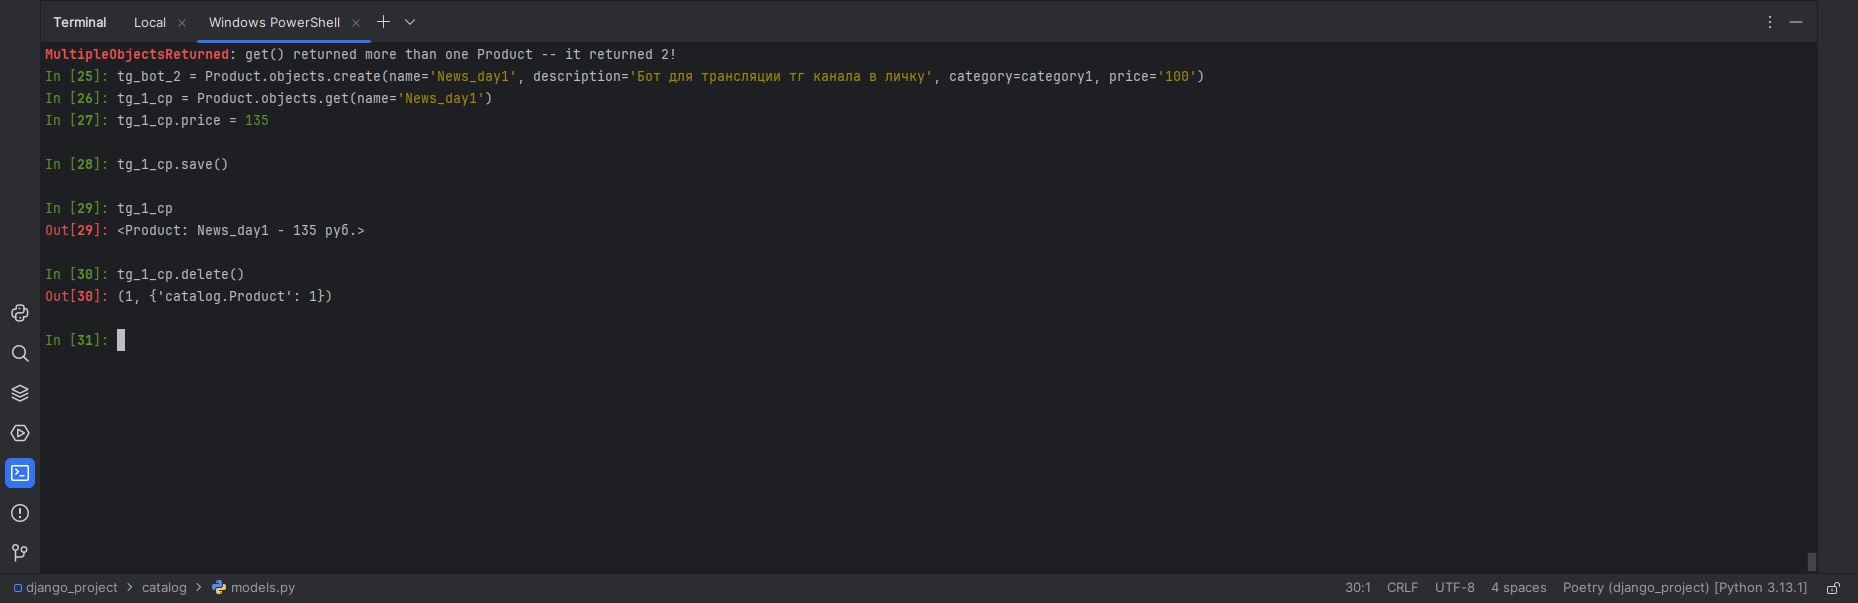 Terminal Local Windows PowerShell
MultipleObjectsReturned: get() returned more than one Product -- it returned 2!
In [25]: tg_bot_2 = Product.objects.create(name='News_day1', description='Бот для трансляции тг канала в личку', category=category1, price='100')
In [26]: tg_1_cp = Product.objects.get(name='News_day1')
In [27]: tg_1_cp.price = 135
In [28]: tg_1_cp.save()
In [29]: tg_1_cp
Out[29]: <Product: News_day1 - 135 руб.>
In [30]: tg_1_cp.delete()
Out[30]: (1, {'catalog.Product': 1})
In [31]:
django_project > catalog > models.py 30:1 CRLF UTF-8 4 spaces Poetry (django_project) [Python 3.13.1]